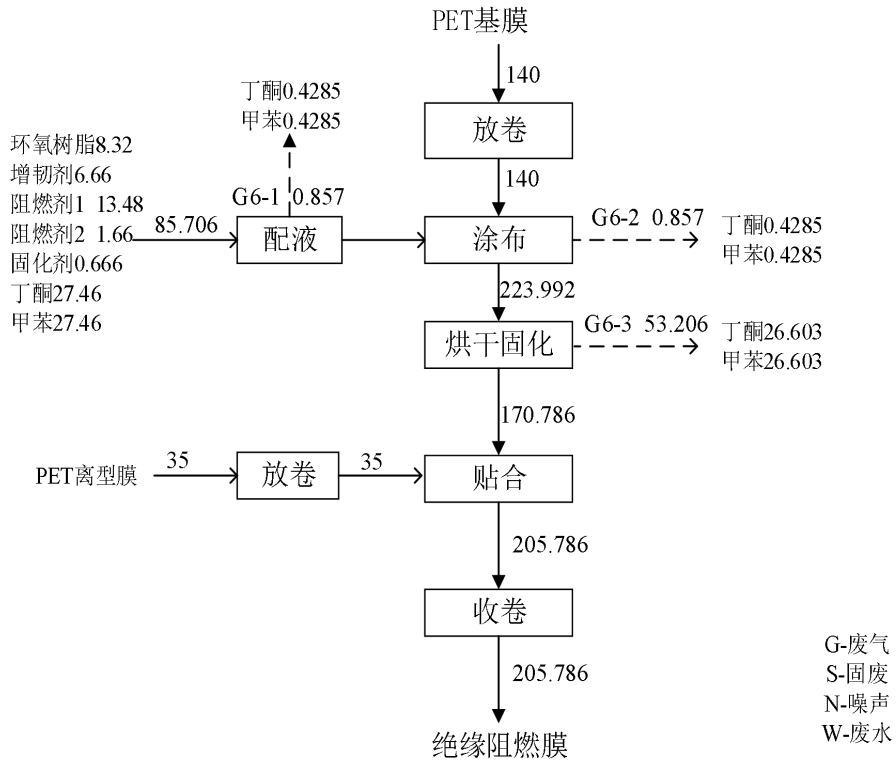 PET基膜
140
放卷
140
丁酮0.4285
甲苯0.4285
G6-1 0.857
环氧树脂8.32
增韧剂6.66
阻燃剂1 13.48
阻燃剂2 1.66
固化剂0.666
丁酮27.46
甲苯27.46
85.706
配液
涂布
G6-2 0.857
丁酮0.4285
甲苯0.4285
223.992
烘干固化
G6-3 53.206
丁酮26.603
甲苯26.603
170.786
PET离型膜
35
放卷
35
贴合
205.786
收卷
205.786
绝缘阻燃膜
G-废气
S-固废
N-噪声
W-废水